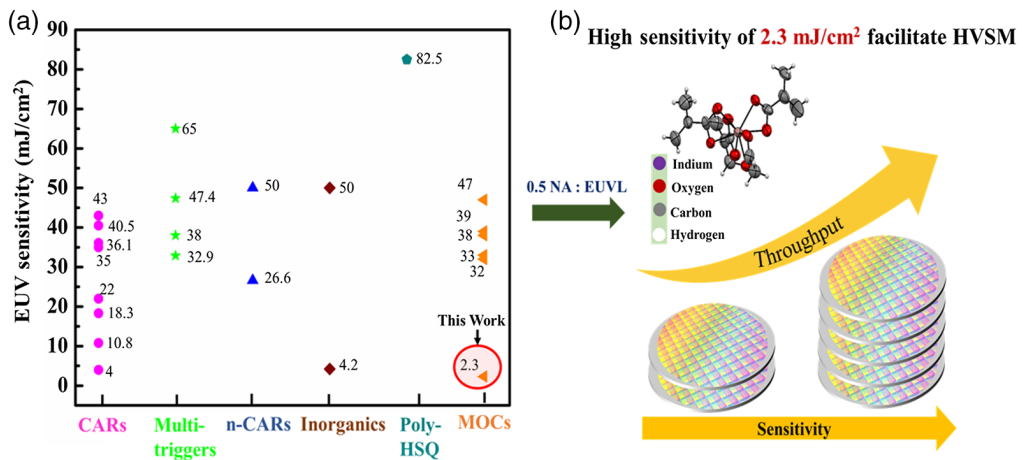 (a)
EUV sensitivity (mJ/cm²)
90
80
70
60
50
40
30
20
10
0
43
40.5
36.1
35
22
18.3
10.8
4
65
47.4
38
32.9
50
26.6
50
4.2
82.5
47
39
38
33
32
This Work
2.3
CARs
Multi-
triggers
n-CARs
Inorganics
Poly-
HSQ
MOCs
(b)
High sensitivity of 2.3 mJ/cm² facilitate HVSM
0.5 NA : EUVL
Indium
Oxygen
Carbon
Hydrogen
Throughput
Sensitivity